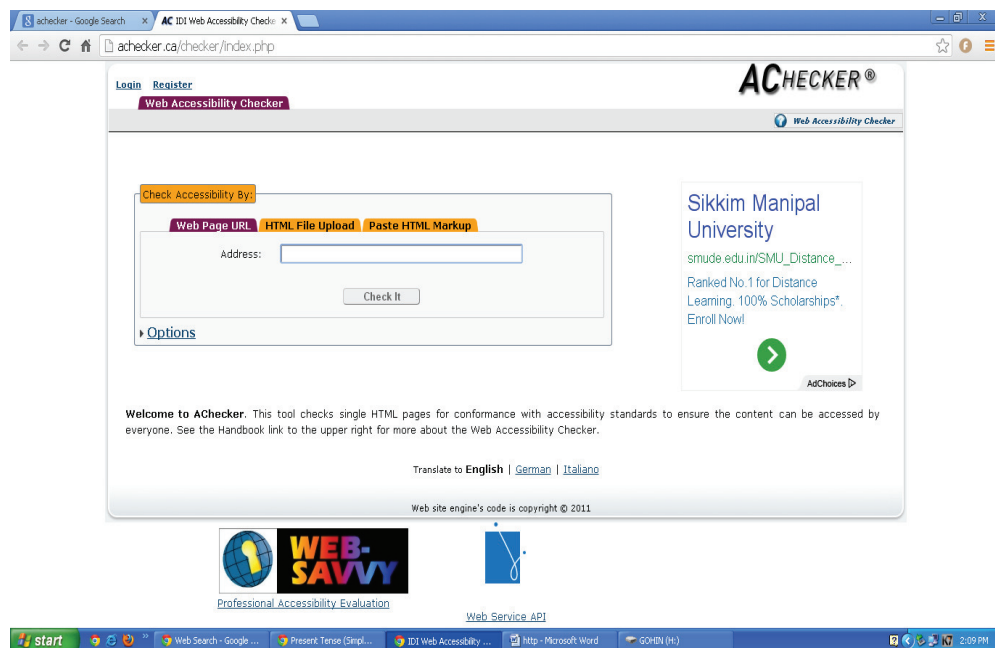 achecker - Google Search
AC IDI Web Accessibility Checke
achecker.ca/checker/index.php
Login Register
ACHECKER ®
Web Accessibility Checker
Web Accessibility Checker
Check Accessibility By:
Web Page URL HTML File Upload Paste HTML Markup
Address:
Check It
Options
Sikkim Manipal
University
smude.edu.in/SMU_Distance_...
Ranked No.1 for Distance
Learning. 100% Scholarships*.
Enroll Now!
AdChoices
Welcome to AChecker. This tool checks single HTML pages for conformance with accessibility standards to ensure the content can be accessed by
everyone. See the Handbook link to the upper right for more about the Web Accessibility Checker.
Translate to English | German | Italiano
Web site engine's code is copyright © 2011
WEB-
SAVVY
Professional Accessibility Evaluation
Web Service API
start Web Search - Google ... Present Tense (Simpl... IDI Web Accessibility ... http - Microsoft Word GOHIN (H:) 2:09 PM